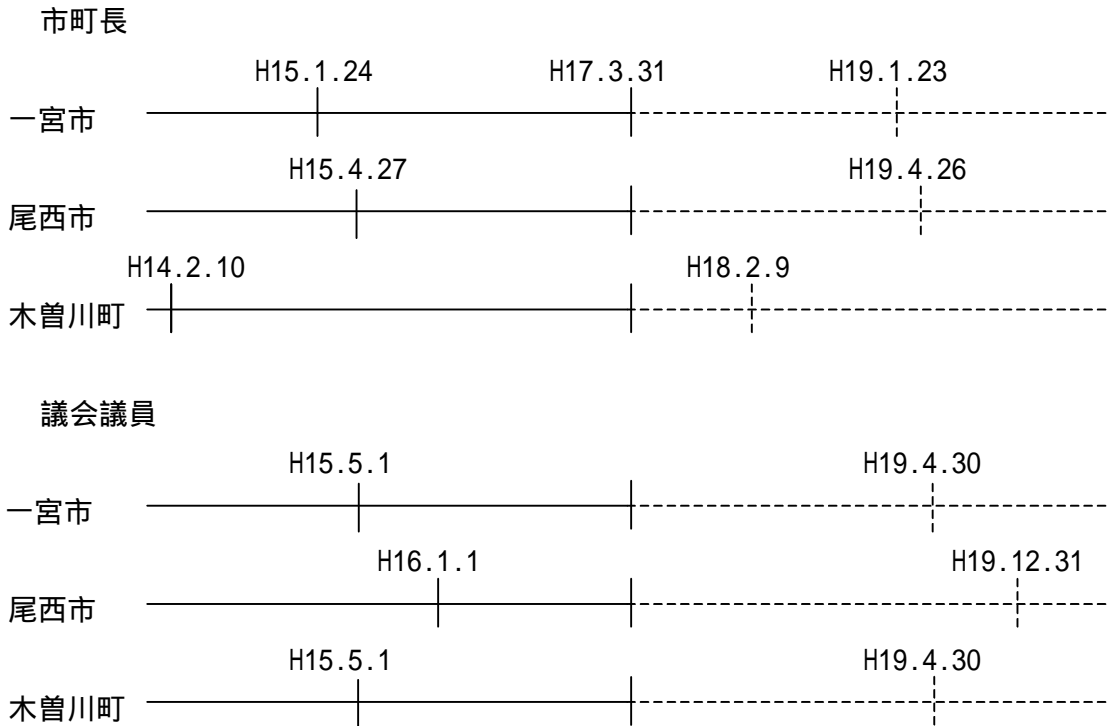 市町長
H15.1.24 H17.3.31 H19.1.23
一宮市
H15.4.27 H19.4.26
尾西市
H14.2.10 H18.2.9
木曽川町
議会議員
H15.5.1 H19.4.30
一宮市
H16.1.1 H19.12.31
尾西市
H15.5.1 H19.4.30
木曽川町